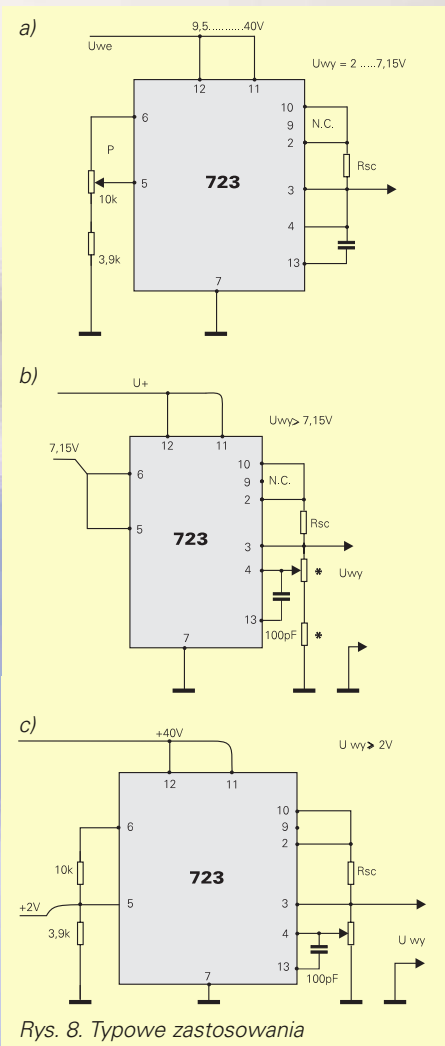 a)
9,5...........40V
Uwe
Uwy = 2 .....7,15V
12 11
6
10
9 N.C.
2
P
Rsc
5
723
3
10k
4
3,9k
13
7
b)
U+
Uwy> 7,15V
12 11
7,15V
10
6
9 N.C.
2
Rsc
5
723
3
4
* Uwy
13 100pF
*
7
c)
+40V
U wy> 2V
12 11
10
6
9
2
10k
723
Rsc
+2V
5
3
3,9k
4
U wy
13
100pF
7
Rys. 8. Typowe zastosowania